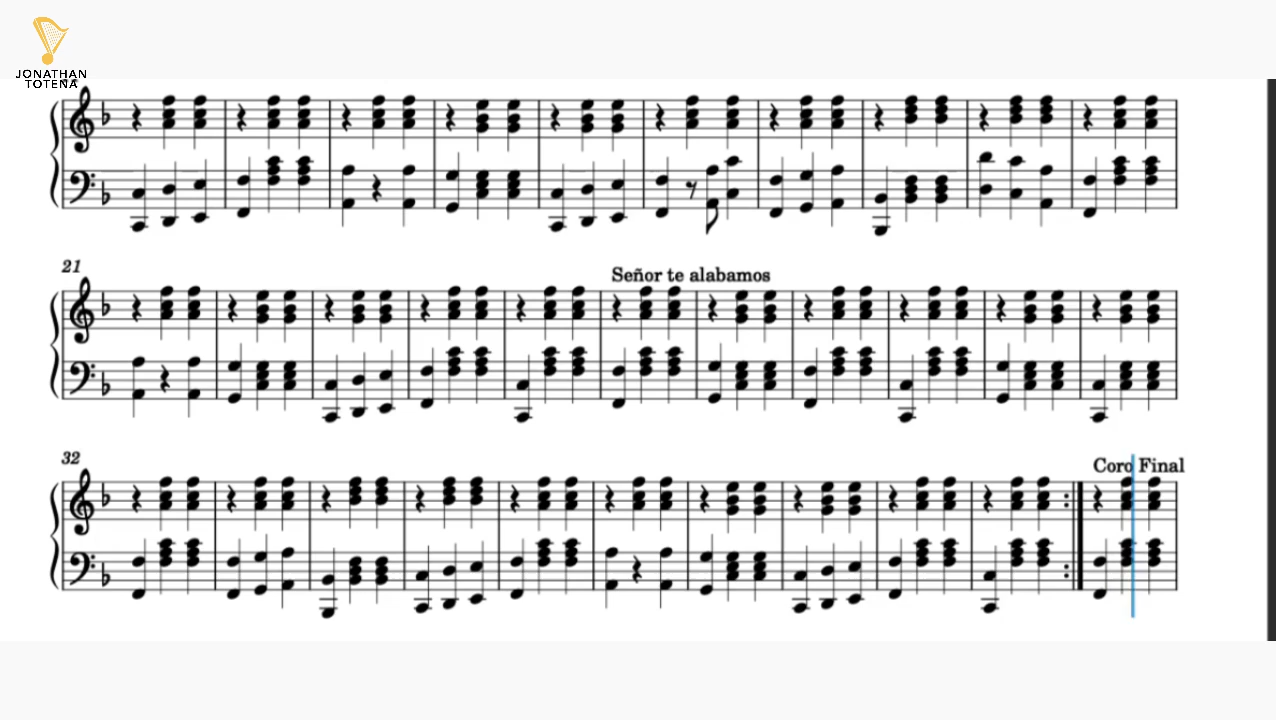 JONATHAN
TOTENA
21
Señor te alabamos
32
Coro Final